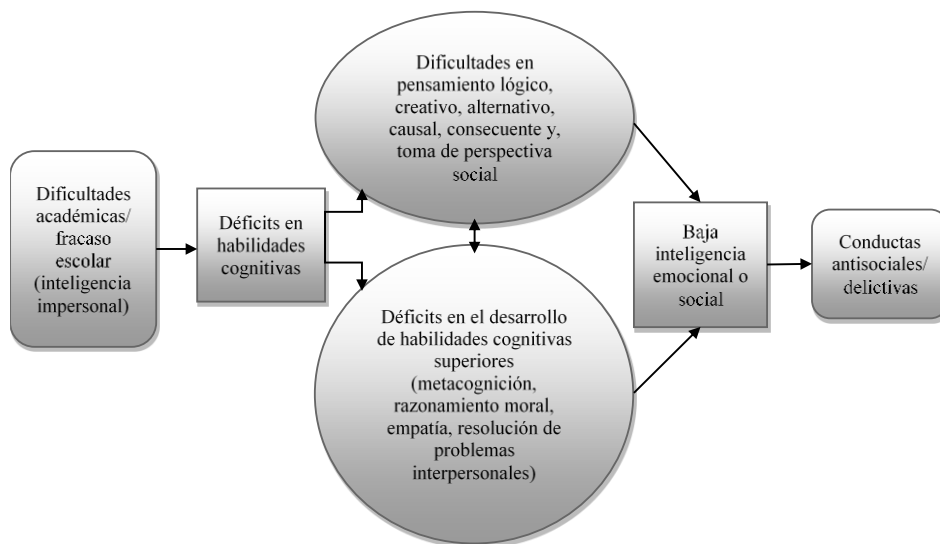 Dificultades
académicas/
fracaso
escolar
(inteligencia
impersonal)
Déficits en
habilidades
cognitivas
Dificultades en
pensamiento lógico,
creativo, alternativo,
causal, consecuente y,
toma de perspectiva
social
Déficits en el desarrollo
de habilidades cognitivas
superiores
(metacognición,
razonamiento moral,
empatía, resolución de
problemas
interpersonales)
Baja
inteligencia
emocional o
social
Conductas
antisociales/
delictivas